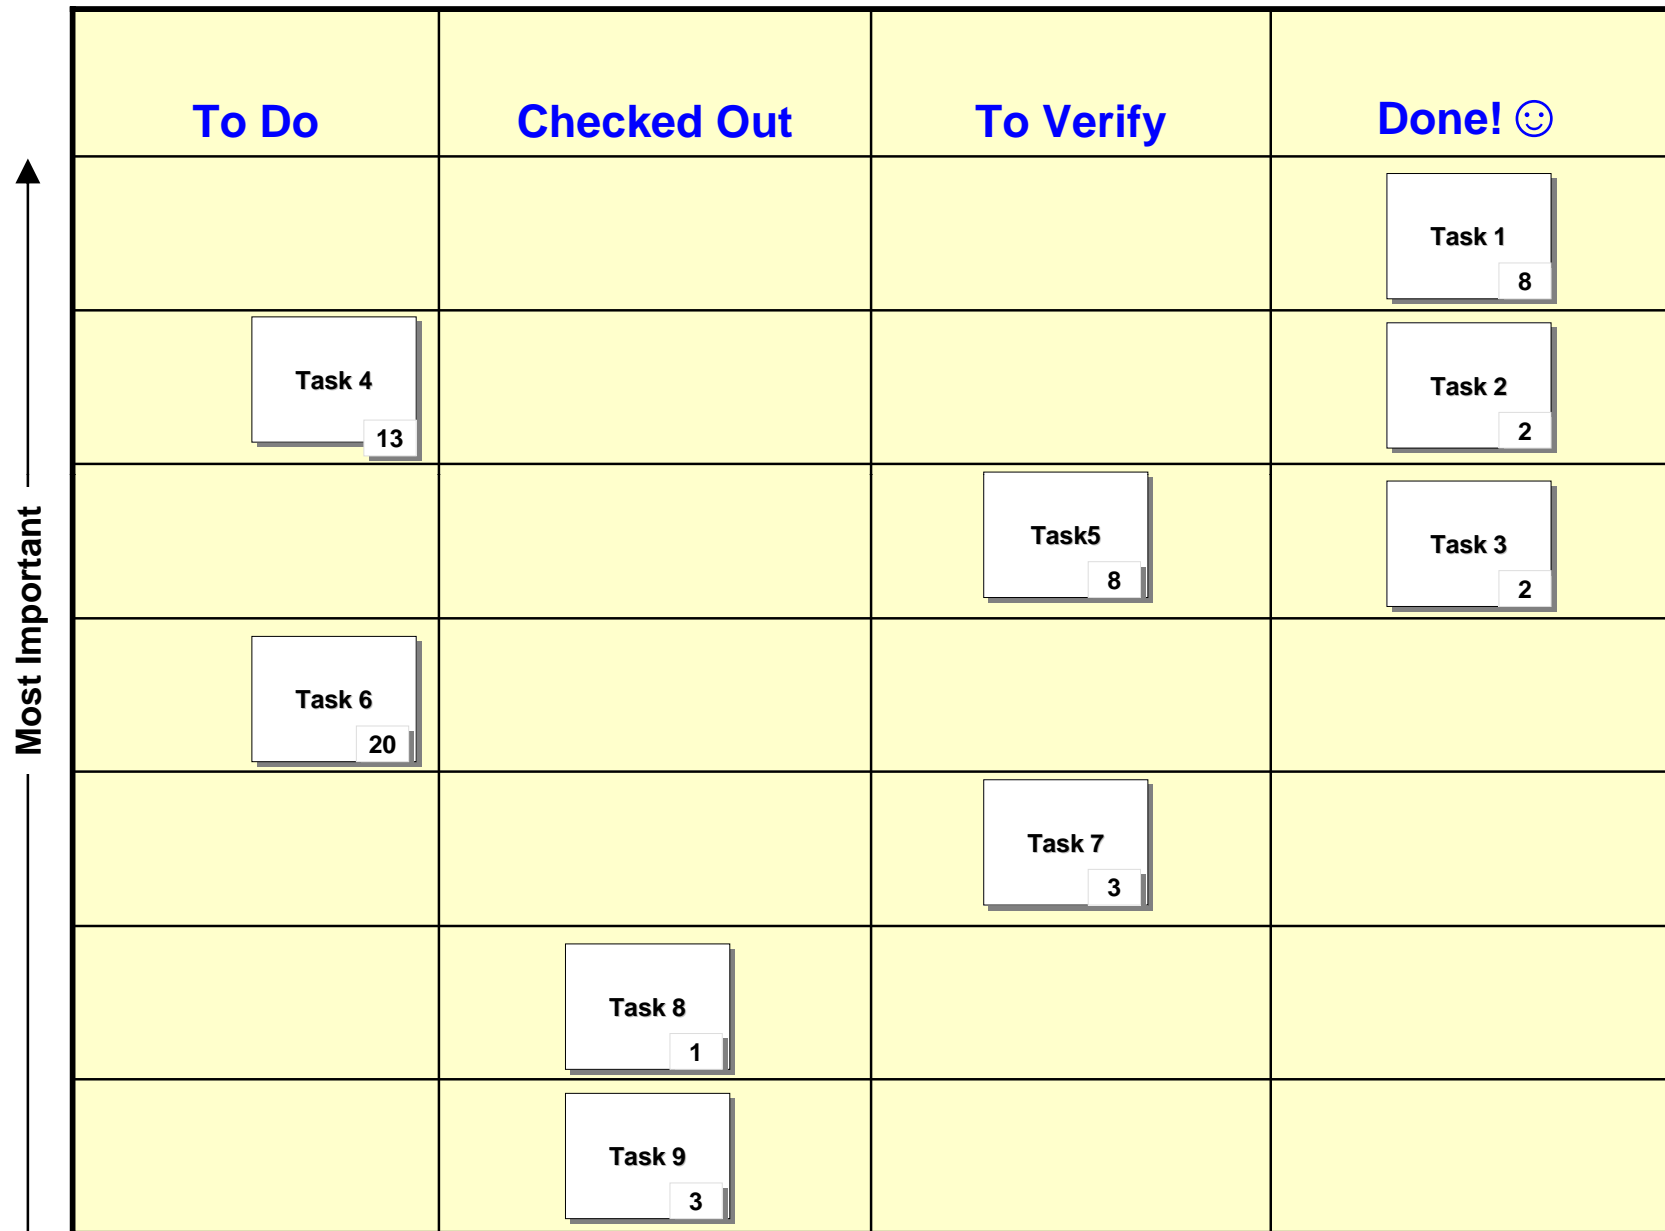 To Do
Checked Out
To Verify
Done! ☺
Most Important
Task 1
8
Task 4
13
Task 2
2
Task5
8
Task 3
2
Task 6
20
Task 7
3
Task 8
1
Task 9
3